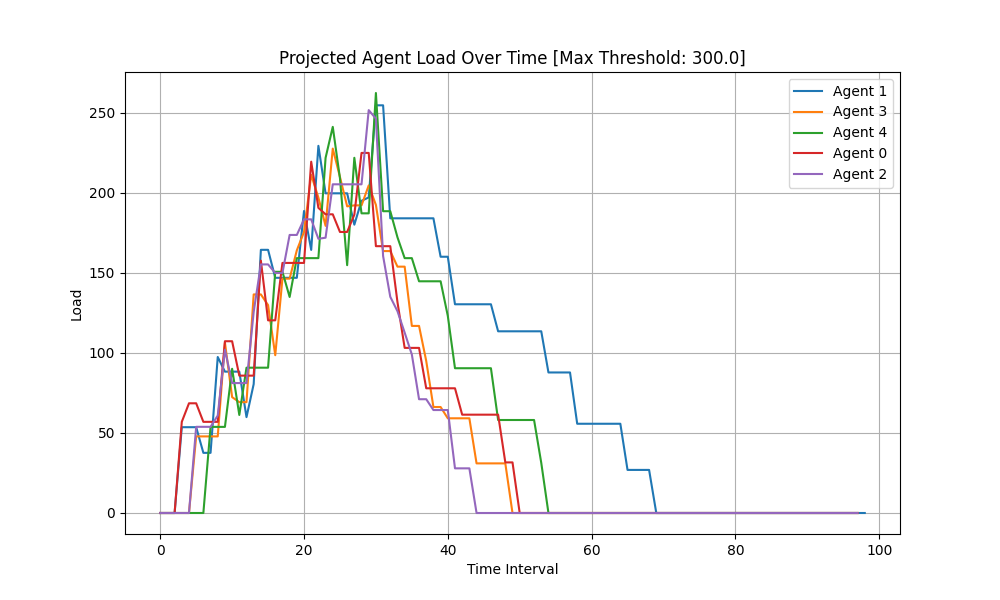 Projected Agent Load Over Time [Max Threshold: 300.0]
Agent 1
Agent 3
Agent 4
Agent 0
Agent 2
Load
250
200
150
100
50
0
0 20 40 60 80 100
Time Interval